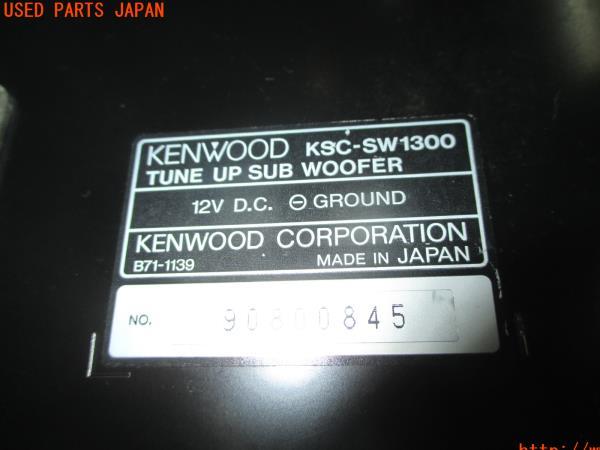 USED PARTS JAPAN
KENWOOD KSC-SW1300
TUNE UP SUB WOOFER
12V D.C. ⊖ GROUND
KENWOOD CORPORATION
B71-1139 MADE IN JAPAN
NO. 90800845